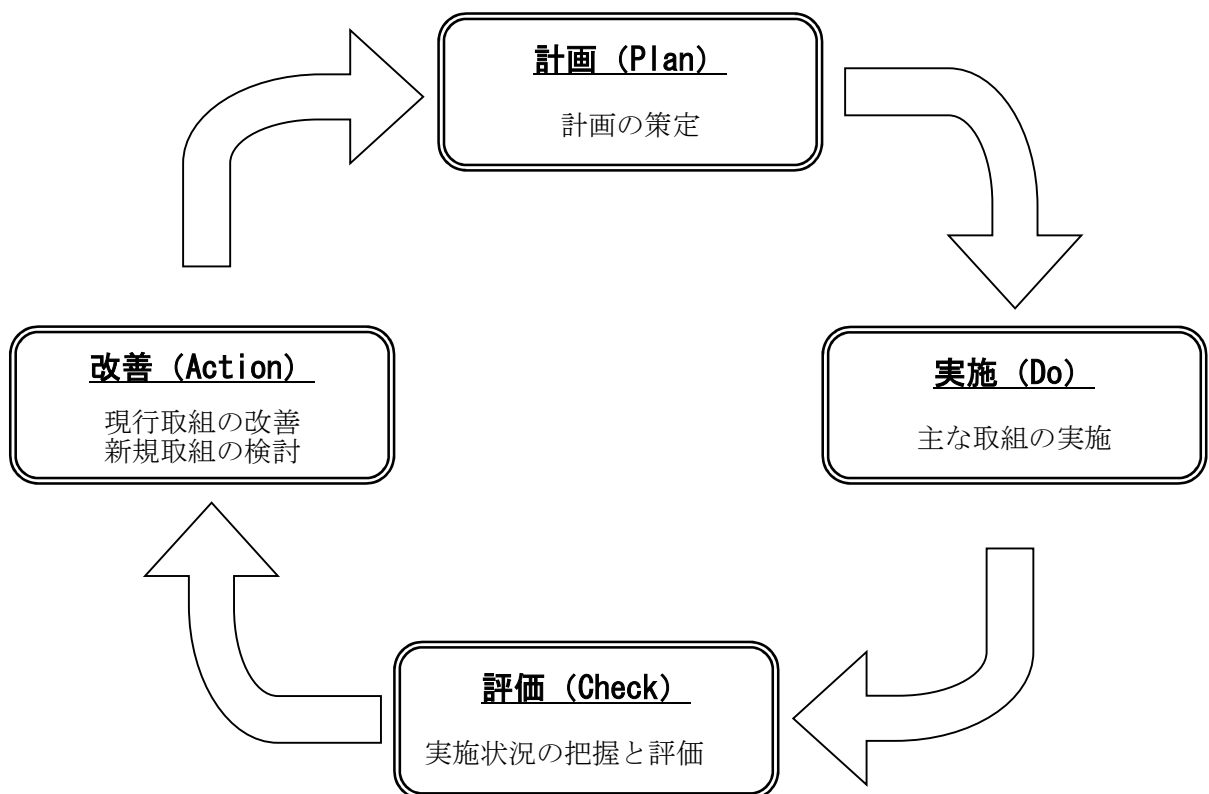 計画（Plan）
計画の策定
実施（Do）
主な取組の実施
評価（Check）
実施状況の把握と評価
改善（Action）
現行取組の改善
新規取組の検討